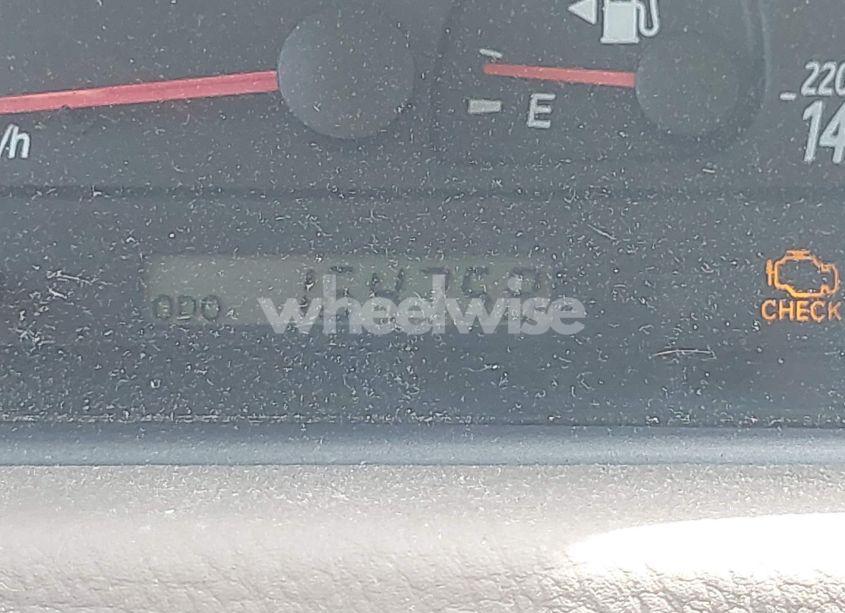 E
220
14
/h
ODO
wheelwise
CHECK